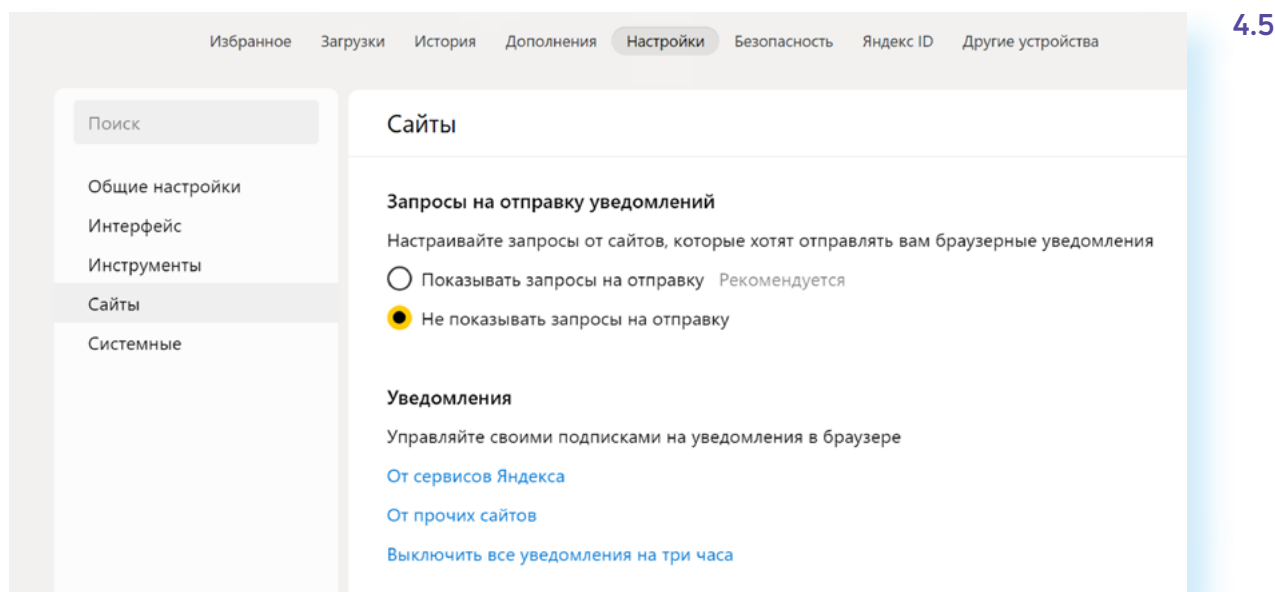 4.5
Избранное Загрузки История Дополнения Настройки Безопасность Яндекс ID Другие устройства
Поиск
Общие настройки
Интерфейс
Инструменты
Сайты
Системные
Сайты
Запросы на отправку уведомлений
Настраивайте запросы от сайтов, которые хотят отправлять вам браузерные уведомления
Показывать запросы на отправку Рекомендуется
Не показывать запросы на отправку
Уведомления
Управляйте своими подписками на уведомления в браузере
От сервисов Яндекса
От прочих сайтов
Выключить все уведомления на три часа